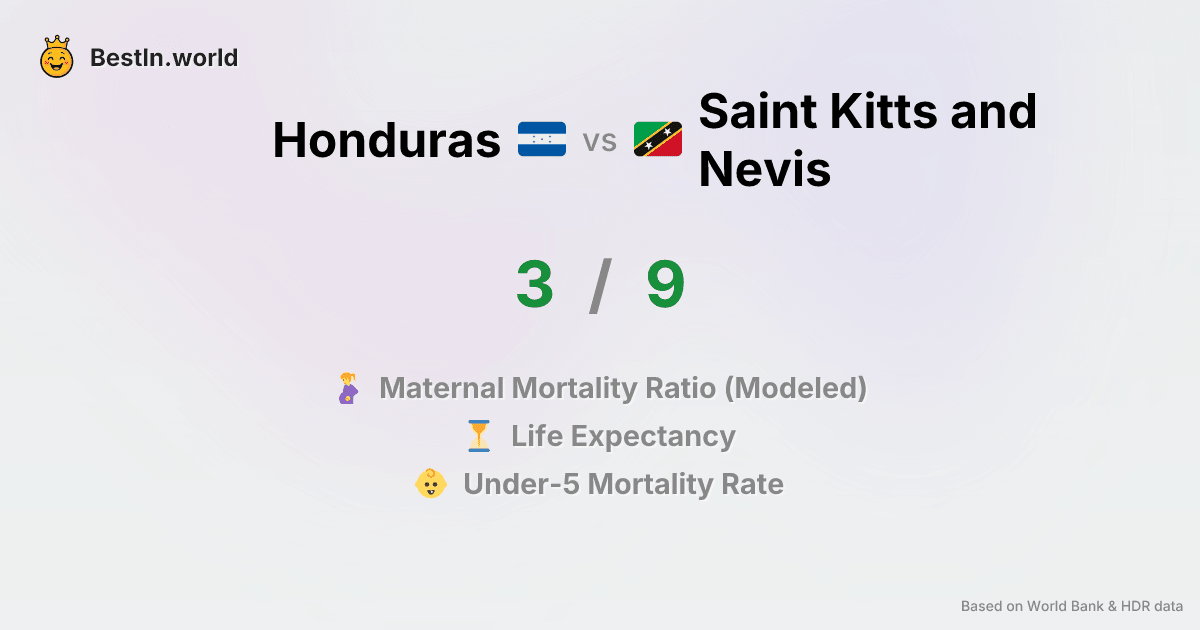 BestIn.world
Honduras vs Saint Kitts and
Nevis
3 / 9
Maternal Mortality Ratio (Modeled)
Life Expectancy
Under-5 Mortality Rate
Based on World Bank & HDR data